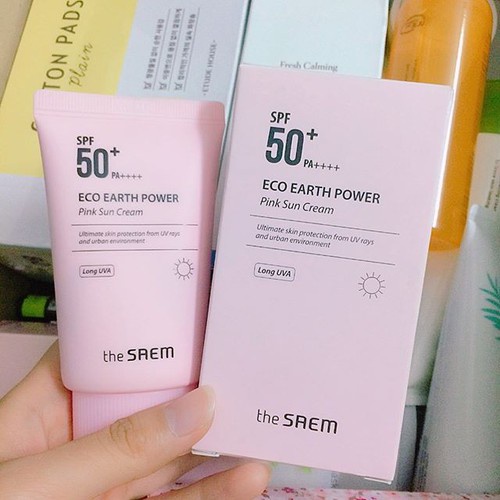 COTTON PADS
plain
ETUDE HOUSE
Fresh Calming
SPF
50+
PA++++
ECO EARTH POWER
Pink Sun Cream
Ultimate skin protection from UV rays
and urban environment
Long UVA
the SAEM
SPF
50+
PA++++
ECO EARTH POWER
Pink Sun Cream
Ultimate skin protection from UV rays
and urban environment
Long UVA
the SAEM